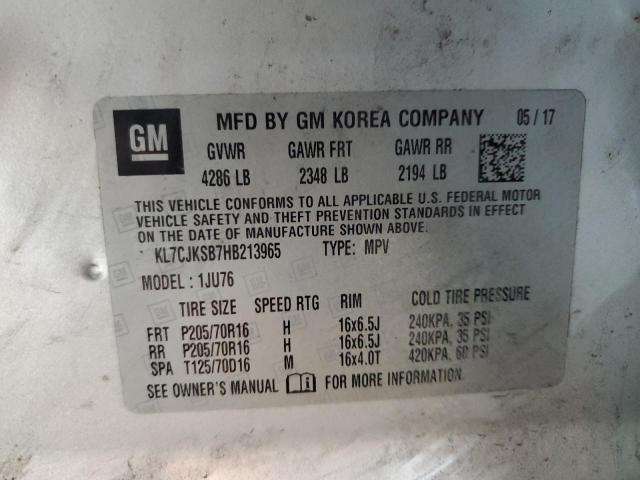 GM
MFD BY GM KOREA COMPANY 05 / 17
GVWR GAWR FRT GAWR RR
4286 LB 2348 LB 2194 LB
THIS VEHICLE CONFORMS TO ALL APPLICABLE U.S. FEDERAL MOTOR
VEHICLE SAFETY AND THEFT PREVENTION STANDARDS IN EFFECT
ON THE DATE OF MANUFACTURE SHOWN ABOVE.
KL7CJKSB7HB213965 TYPE: MPV
MODEL : 1JU76
TIRE SIZE SPEED RTG RIM COLD TIRE PRESSURE
FRT P205/70R16 H 16x6.5J 240KPA, 35 PSI
RR P205/70R16 H 16x6.5J 240KPA, 35 PSI
SPA T125/70D16 M 16x4.0T 420KPA, 60 PSI
SEE OWNER'S MANUAL FOR MORE INFORMATION.